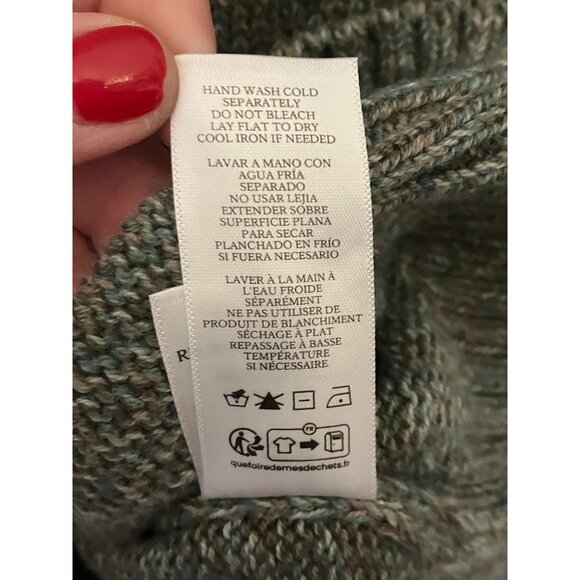 HAND WASH COLD
SEPARATELY
DO NOT BLEACH
LAY FLAT TO DRY
COOL IRON IF NEEDED
LAVAR A MANO CON
AGUA FRÍA
SEPARADO
NO USAR LEJIA
EXTENDER SOBRE
SUPERFICIE PLANA
PARA SECAR
PLANCHADO EN FRÍO
SI FUERA NECESARIO
LAVER À LA MAIN À
L'EAU FROIDE
SÉPARÉMENT
NE PAS UTILISER DE
PRODUIT DE BLANCHIMENT
SÉCHAGE À PLAT
REPASSAGE À BASSE
TEMPÉRATURE
SI NÉCESSAIRE
R
FR
quefairedemesdechets.fr